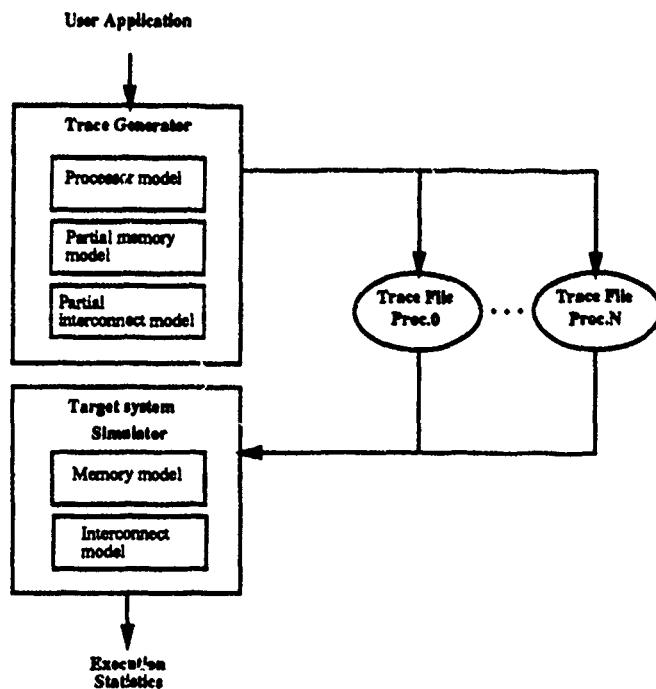 User Application
Trace Generator
Processor model
Partial memory
model
Partial
interconnect model
Trace File
Proc.0
...
Trace File
Proc.N
Target system
Simulator
Memory model
Interconnect
model
Execution
Statistics